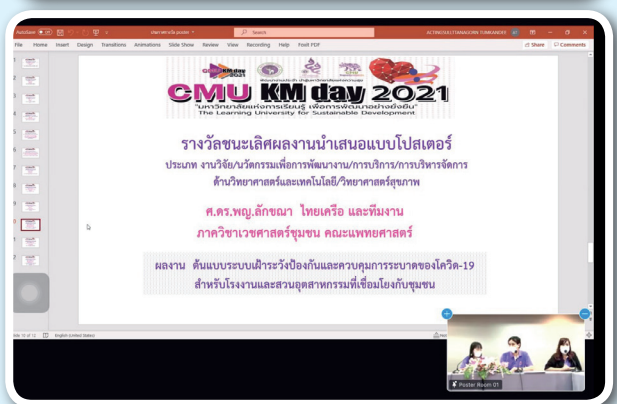 AutoSave
Search
File Home Insert Design Transitions Animations Slide Show Review View Recording Help Foxit PDF
Share Comments
CMU KM day 2021
"มหาวิทยาลัยแห่งการเรียนรู้ เพื่อการพัฒนาอย่างยั่งยืน"
The Learning University for Sustainable Development
รางวัลชนะเลิศผลงานนำเสนอแบบโปสเตอร์
ประเภท งานวิจัย/นวัตกรรมเพื่อการพัฒนางาน/การบริการ/การบริหารจัดการ
ด้านวิทยาศาสตร์และเทคโนโลยี/วิทยาศาสตร์สุขภาพ
ศ.ดร.พญ.ลักขณา ไทยเครือ และทีมงาน
ภาควิชาเวชศาสตร์ชุมชน คณะแพทยศาสตร์
ผลงาน ต้นแบบระบบเฝ้าระวังป้องกันและควบคุมการระบาดของโควิด-19
สำหรับโรงงานและสวนอุตสาหกรรมที่เชื่อมโยงกับชุมชน
Slide 10 of 12 English (United States)
Poster Room 01